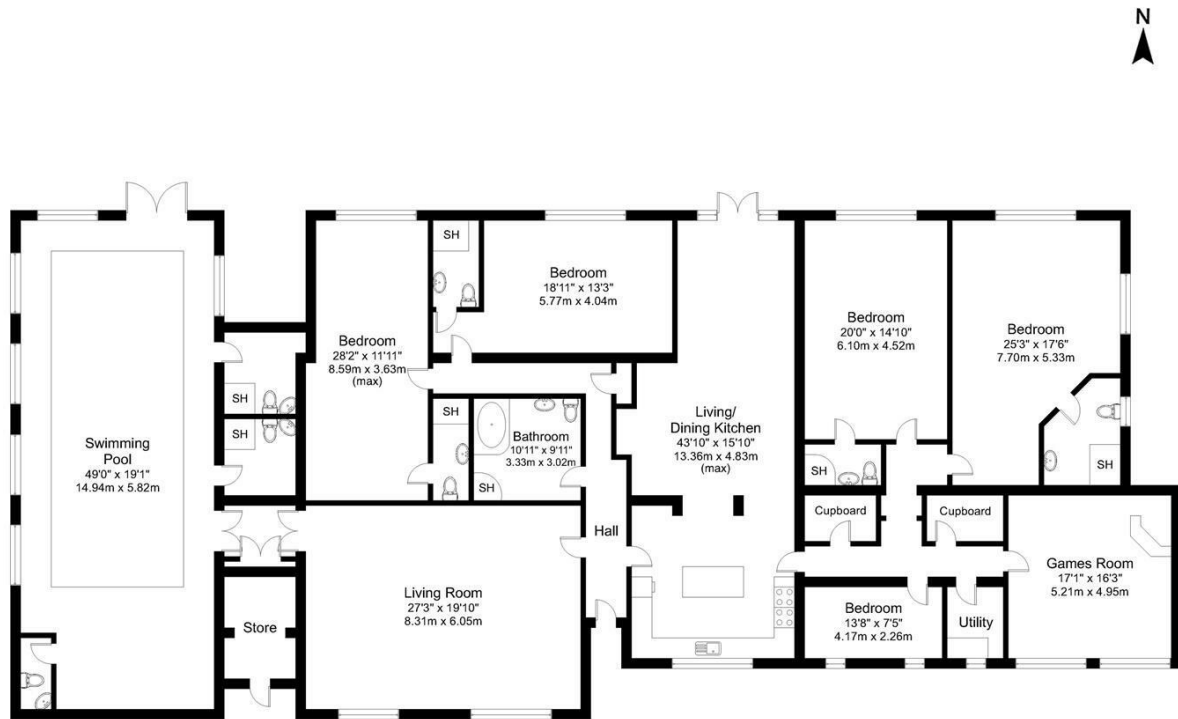 N
SH
Bedroom
18'11" x 13'3"
5.77m x 4.04m
Bedroom
28'2" x 11'11"
8.59m x 3.63m
(max)
Bedroom
20'0" x 14'10"
6.10m x 4.52m
Bedroom
25'3" x 17'6"
7.70m x 5.33m
SH
SH
Swimming
Pool
49'0" x 19'1"
14.94m x 5.82m
SH
Bathroom
10'11" x 9'11"
3.33m x 3.02m
SH
Living/
Dining Kitchen
43'10" x 15'10"
13.36m x 4.83m
(max)
SH
SH
Cupboard
Cupboard
Hall
Living Room
27'3" x 19'10"
8.31m x 6.05m
Games Room
17'1" x 16'3"
5.21m x 4.95m
Store
Bedroom
13'8" x 7'5"
4.17m x 2.26m
Utility